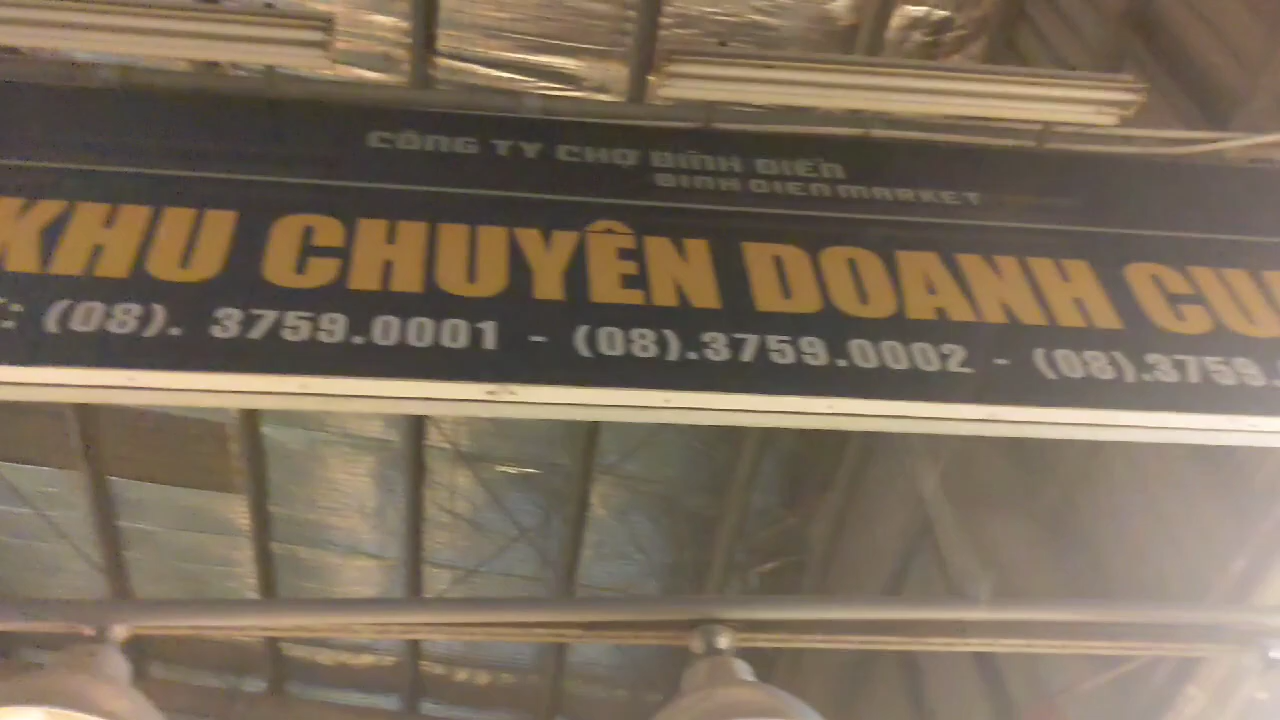 CÔNG TY CHỢ BÌNH ĐIỀN
BINH DIEN MARKET
KHU CHUYÊN DOANH
: (08). 3759.0001 - (08).3759.0002 - (08).3759.